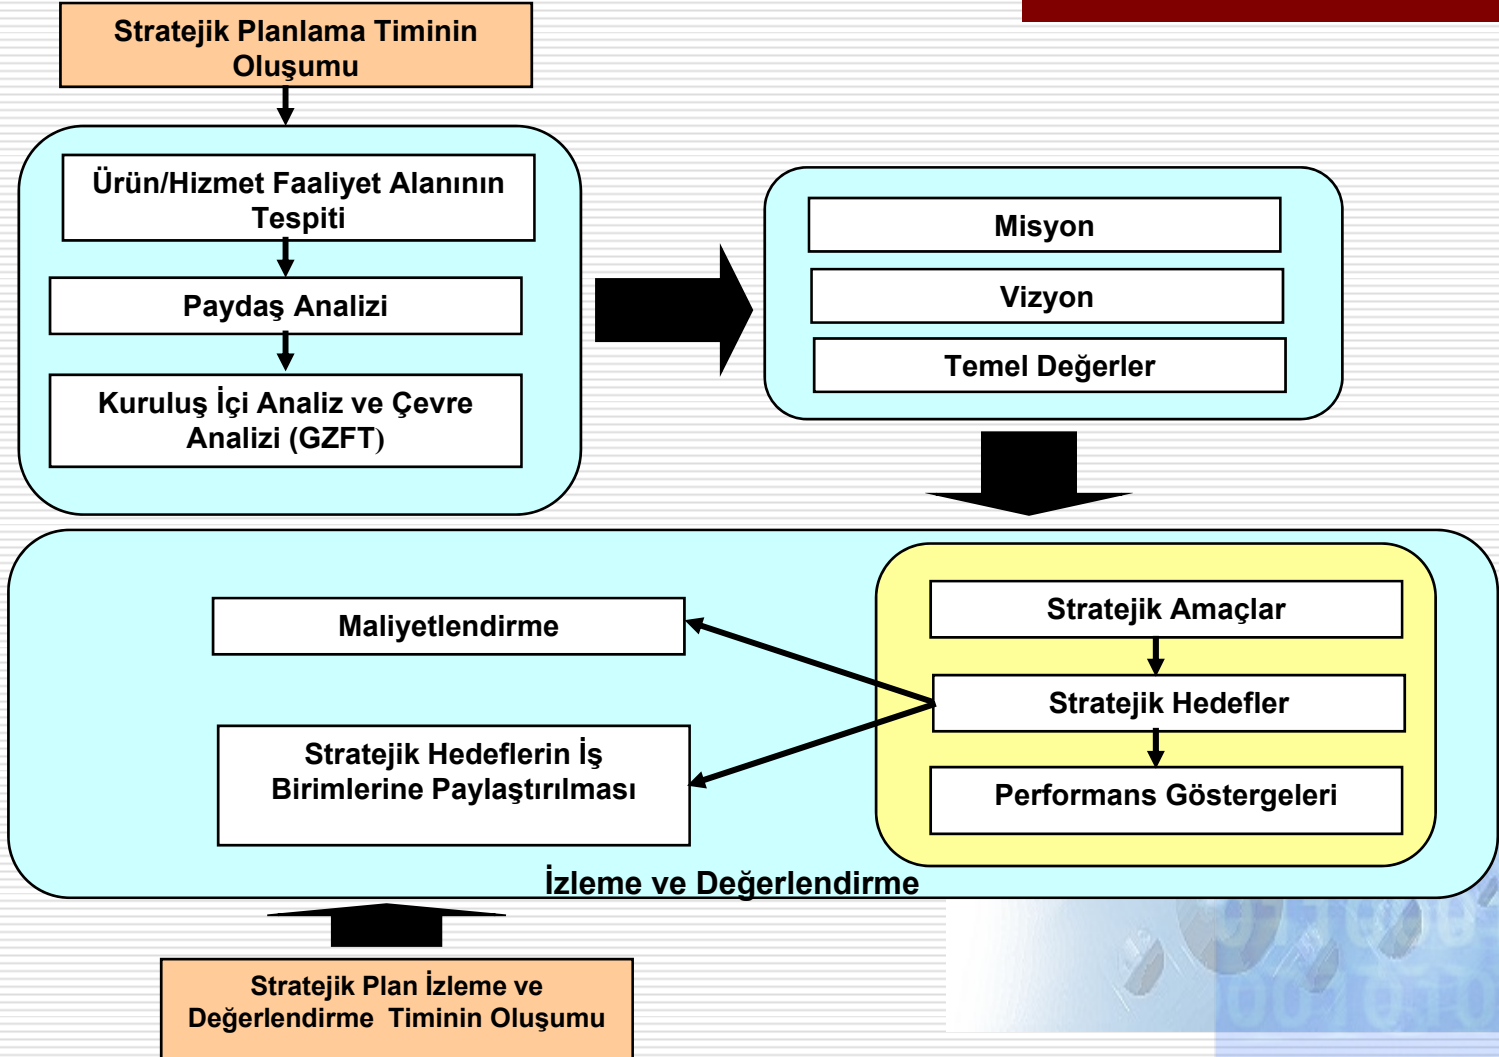 Stratejik Planlama Timinin
Oluşumu
Ürün/Hizmet Faaliyet Alanının
Tespiti
Paydaş Analizi
Kuruluş İçi Analiz ve Çevre
Analizi (GZFT)
Misyon
Vizyon
Temel Değerler
Stratejik Amaçlar
Stratejik Hedefler
Performans Göstergeleri
Maliyetlendirme
Stratejik Hedeflerin İş
Birimlerine Paylaştırılması
İzleme ve Değerlendirme
Stratejik Plan İzleme ve
Değerlendirme Timinin Oluşumu